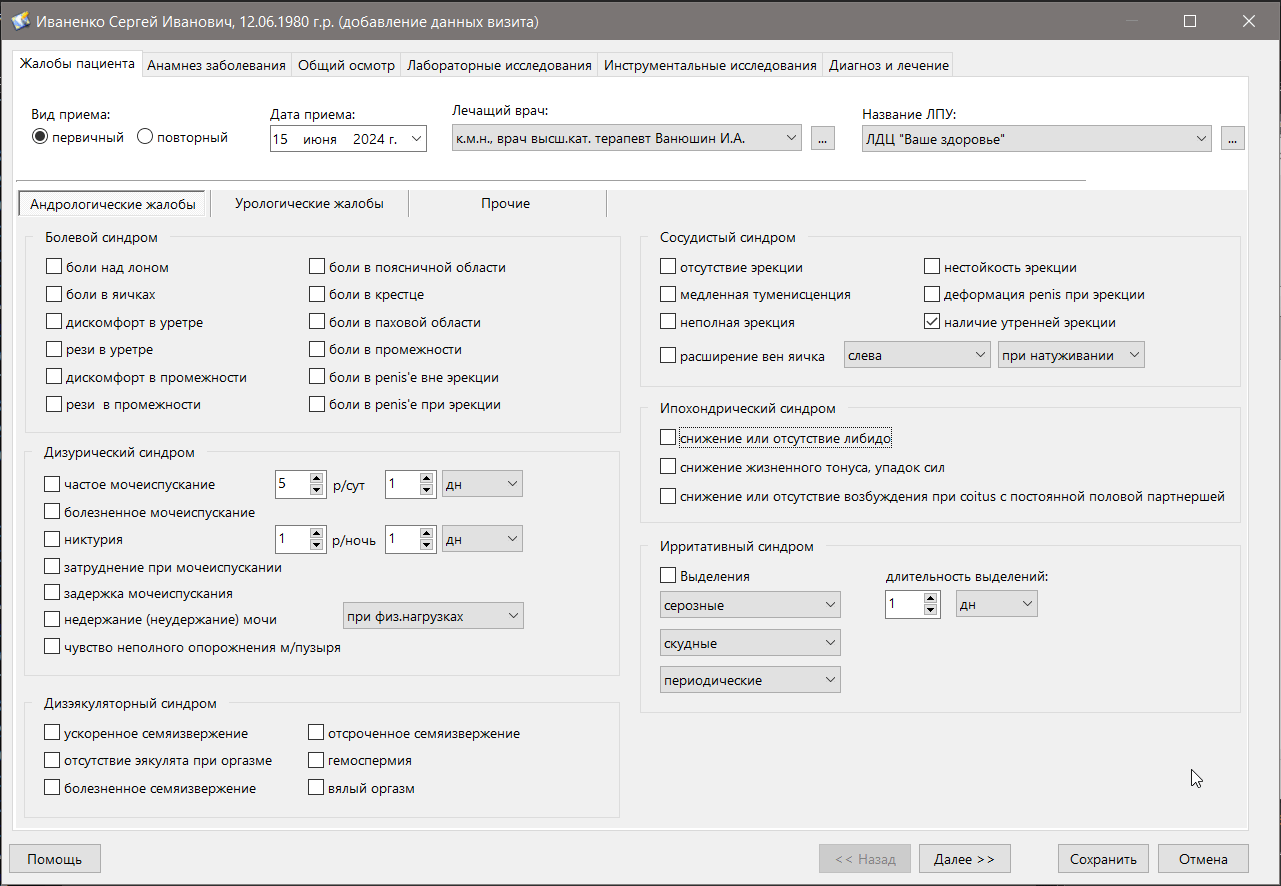 Иваненко Сергей Иванович, 12.06.1980 г.р. (добавление данных визита)
Жалобы пациента Анамнез заболевания Общий осмотр Лабораторные исследования Инструментальные исследования Диагноз и лечение
Вид приема:
первичный повторный
Дата приема:
15 июня 2024 г.
Лечащий врач:
к.м.н., врач высш.кат. терапевт Ванюшин И.А. ...
Название ЛПУ:
ЛДЦ "Ваше здоровье" ...
Андрологические жалобы Урологические жалобы Прочие
Болевой синдром
боли над лоном
боли в яичках
дискомфорт в уретре
рези в уретре
дискомфорт в промежности
рези в промежности
боли в поясничной области
боли в крестце
боли в паховой области
боли в промежности
боли в penis'е вне эрекции
боли в penis'е при эрекции
Дизурический синдром
частое мочеиспускание 5 р/сут 1 дн
болезненное мочеиспускание
никтурия 1 р/ночь 1 дн
затруднение при мочеиспускании
задержка мочеиспускания
недержание (неудержание) мочи при физ.нагрузках
чувство неполного опорожнения м/пузыря
Дизэякуляторный синдром
ускоренное семяизвержение
отсутствие эякулята при оргазме
болезненное семяизвержение
отсроченное семяизвержение
гемоспермия
вялый оргазм
Сосудистый синдром
отсутствие эрекции
медленная туменисценция
неполная эрекция
нестойкость эрекции
деформация penis при эрекции
наличие утренней эрекции
расширение вен яичка слева при натуживании
Ипохондрический синдром
снижение или отсутствие либидо
снижение жизненного тонуса, упадок сил
снижение или отсутствие возбуждения при coitus с постоянной половой партнершей
Ирритативный синдром
Выделения
серозные
скудные
периодические
длительность выделений:
1 дн
Помощь << Назад Далее >> Сохранить Отмена